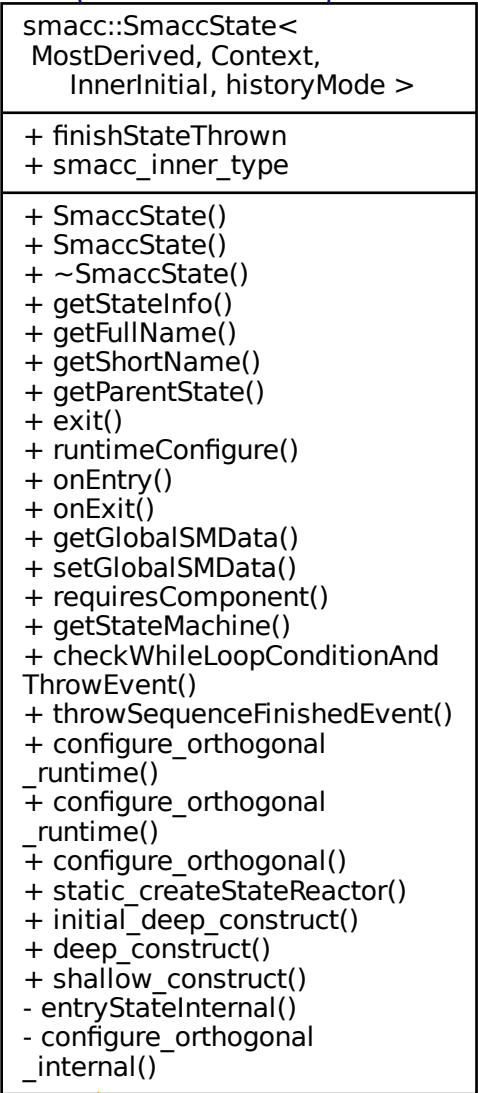 smacc::SmaccState<
MostDerived, Context,
InnerInitial, historyMode >
+ finishStateThrown
+ smacc_inner_type
+ SmaccState()
+ SmaccState()
+ ~SmaccState()
+ getStateInfo()
+ getFullName()
+ getShortName()
+ getParentState()
+ exit()
+ runtimeConfigure()
+ onEntry()
+ onExit()
+ getGlobalSMData()
+ setGlobalSMData()
+ requiresComponent()
+ getStateMachine()
+ checkWhileLoopConditionAnd
ThrowEvent()
+ throwSequenceFinishedEvent()
+ configure_orthogonal
_runtime()
+ configure_orthogonal
_runtime()
+ configure_orthogonal()
+ static_createStateReactor()
+ initial_deep_construct()
+ deep_construct()
+ shallow_construct()
- entryStateInternal()
- configure_orthogonal
_internal()